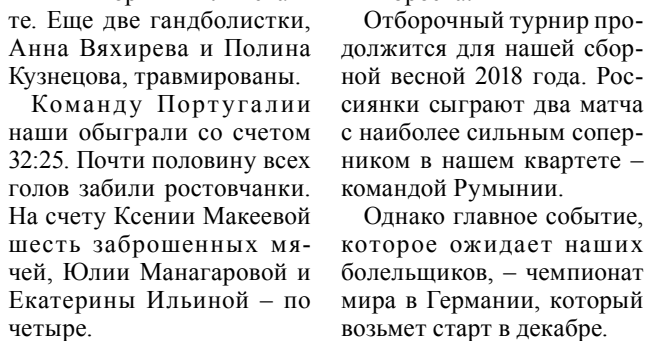 те. Еще две гандболистки,
Анна Вяхирева и Полина
Кузнецова, травмированы.
Команду Португалии
наши обыграли со счетом
32:25. Почти половину всех
голов забили ростовчанки.
На счету Ксении Макеевой
шесть заброшенных мя-
чей, Юлии Манагаровой и
Екатерины Ильиной – по
четыре.
Отборочный турнир про-
должится для нашей сбор-
ной весной 2018 года. Рос-
сиянки сыграют два матча
с наиболее сильным сопер-
ником в нашем квартете –
командой Румынии.
Однако главное событие,
которое ожидает наших
болельщиков, – чемпионат
мира в Германии, который
возьмет старт в декабре.